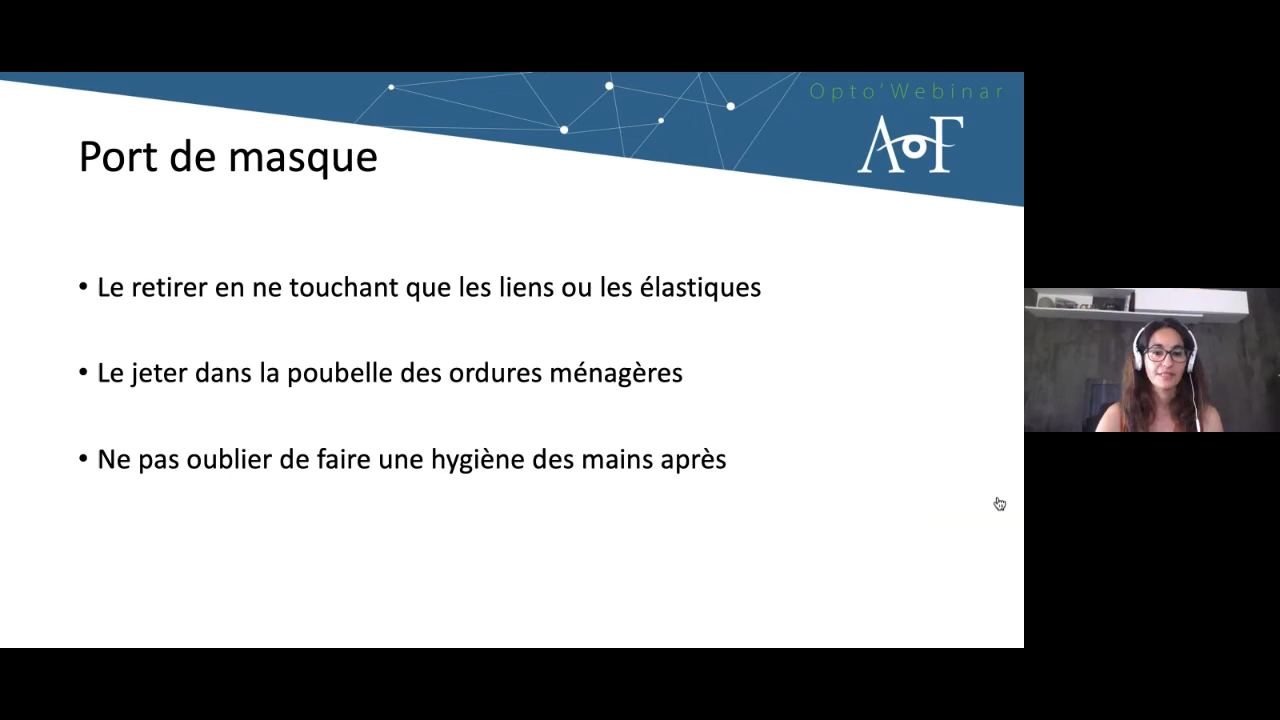 Opto'Webinar
AOF
Port de masque
• Le retirer en ne touchant que les liens ou les élastiques
• Le jeter dans la poubelle des ordures ménagères
• Ne pas oublier de faire une hygiène des mains après